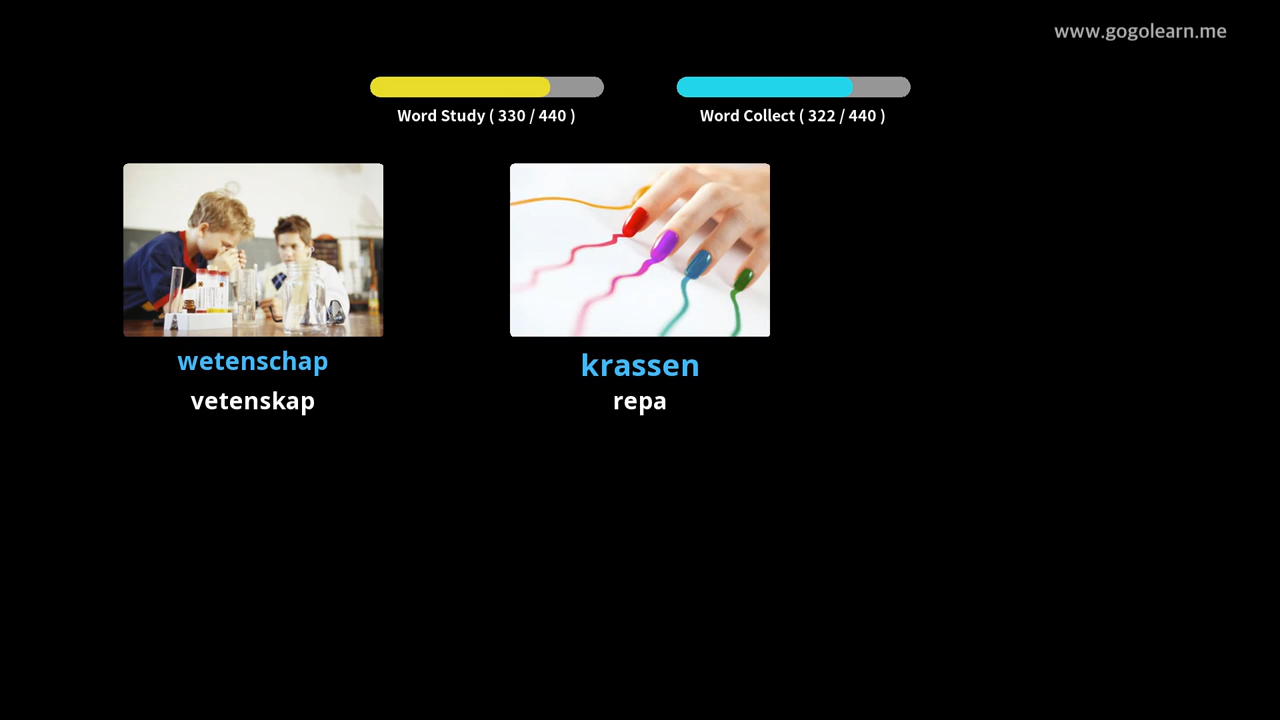 www.gogolearn.me
Word Study ( 330 / 440 )
Word Collect ( 322 / 440 )
wetenschap
vetenskap
krassen
repa